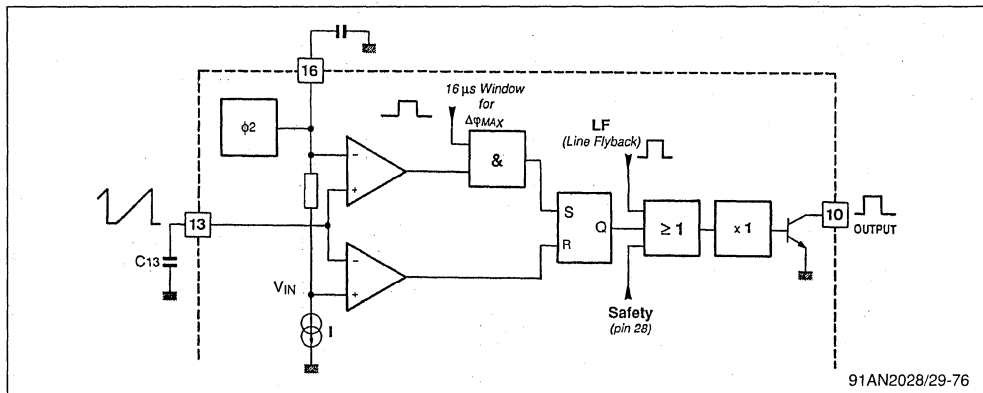 16
16 µs Window
for
ΔφMAX
LF
(Line Flyback)
φ2
−
+
&
13
C13
S
R
Q
≥ 1
x 1
10
OUTPUT
−
+
VIN
I
Safety
(pin 28)
91AN2028/29-76